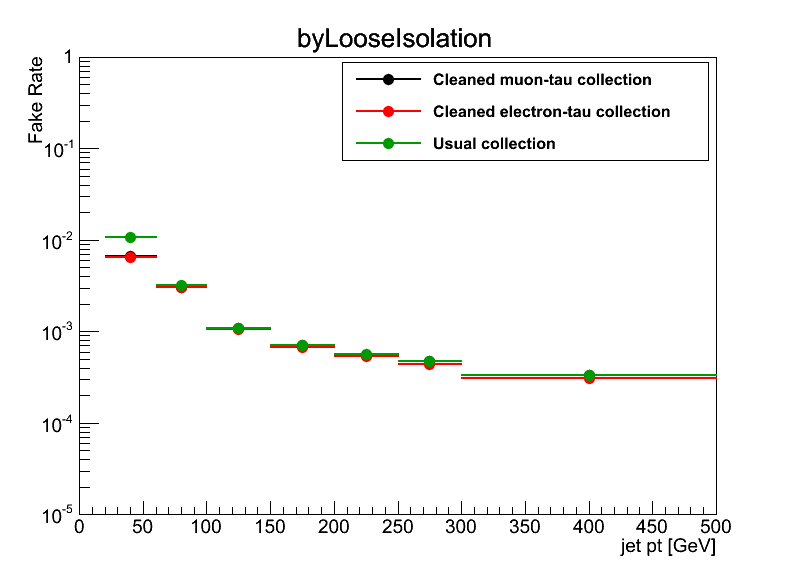 byLooseIsolation
Fake Rate
Cleaned muon-tau collection
Cleaned electron-tau collection
Usual collection
1
10^-1
10^-2
10^-3
10^-4
10^-5
0 50 100 150 200 250 300 350 400 450 500
jet pt [GeV]